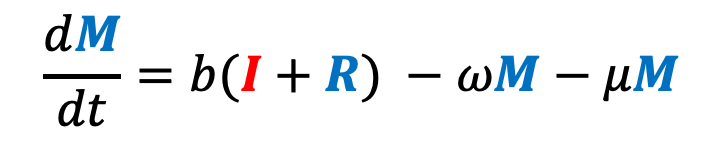 dM/dt = b(I + R) − ωM − μM